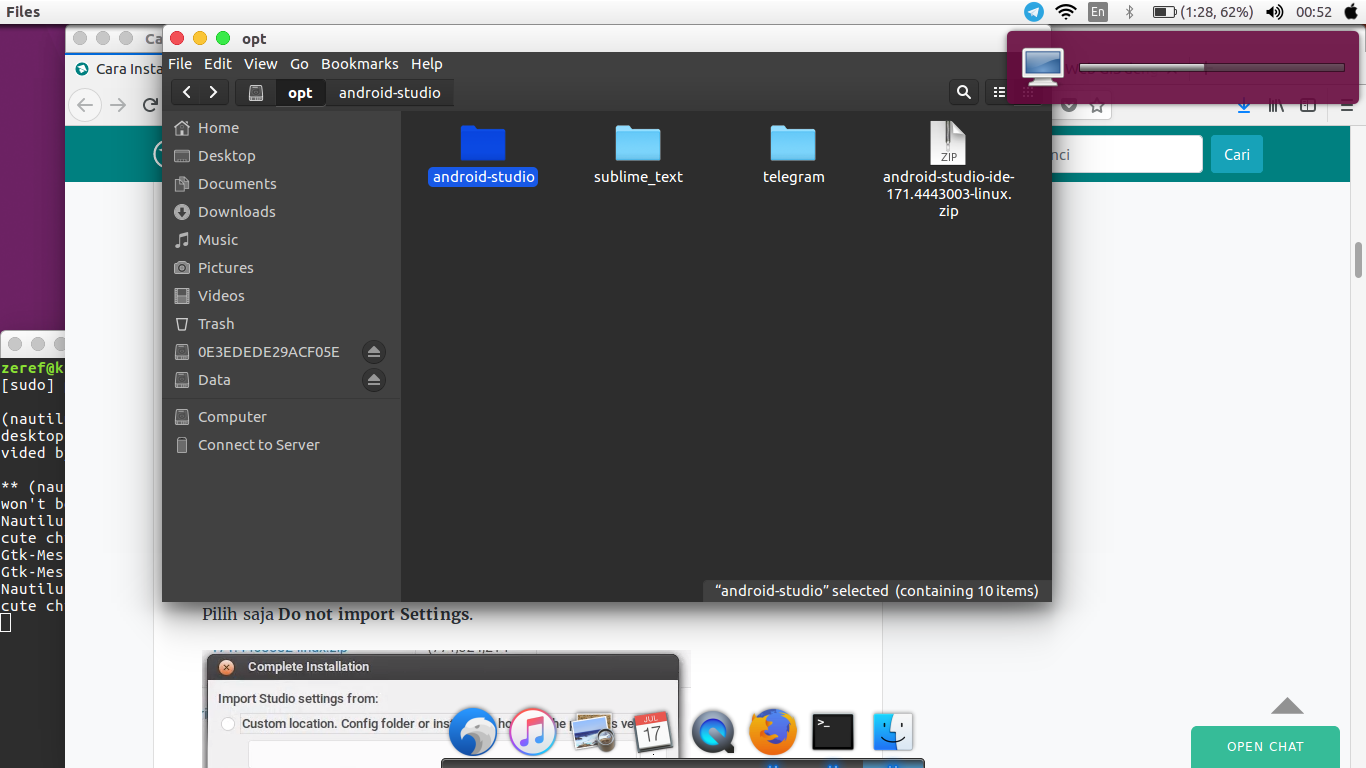 Files
En
(1:28, 62%)
00:52
opt
Cara Insta
File Edit View Go Bookmarks Help
opt
android-studio
Cari
Home
Desktop
Documents
Downloads
Music
Pictures
Videos
Trash
0E3EDEDE29ACF05E
Data
Computer
Connect to Server
android-studio
sublime_text
telegram
ZIP
android-studio-ide-
171.4443003-linux.
zip
"android-studio" selected (containing 10 items)
zeref@k
[sudo]
(nautil
desktop
vided b
** (nau
won't b
Nautilu
cute ch
Gtk-Mes
Gtk-Mes
Nautilu
cute ch
Pilih saja Do not import Settings.
Complete Installation
Import Studio settings from:
Custom location. Config folder or
JUL
17
OPEN CHAT